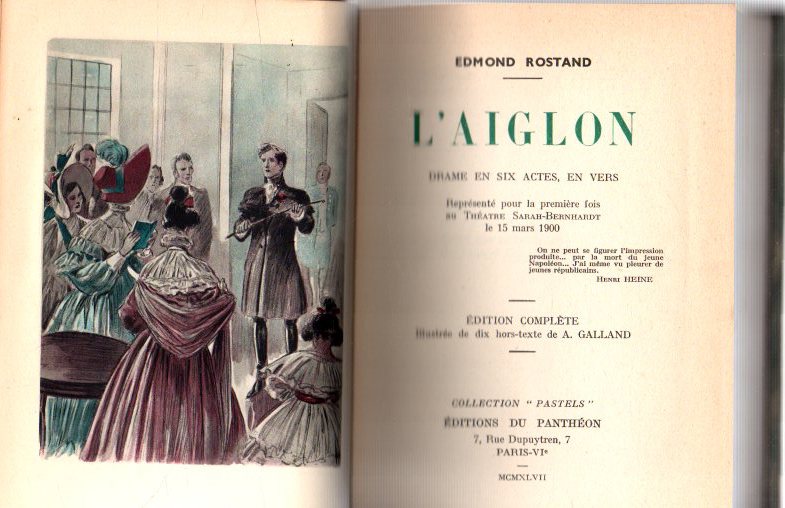 EDMOND ROSTAND
L'AIGLON
DRAME EN SIX ACTES, EN VERS
Représenté pour la première fois
au THÉATRE SARAH-BERNHARDT
le 15 mars 1900
On ne peut se figurer l'impression
produite... par la mort du jeune
Napoléon... J'ai même vu pleurer de
jeunes républicains.
HENRI HEINE
ÉDITION COMPLÈTE
illustrée de dix hors-texte de A. GALLAND
COLLECTION " PASTELS "
ÉDITIONS DU PANTHÉON
7, Rue Dupuytren, 7
PARIS-VIe
MCMXLVII